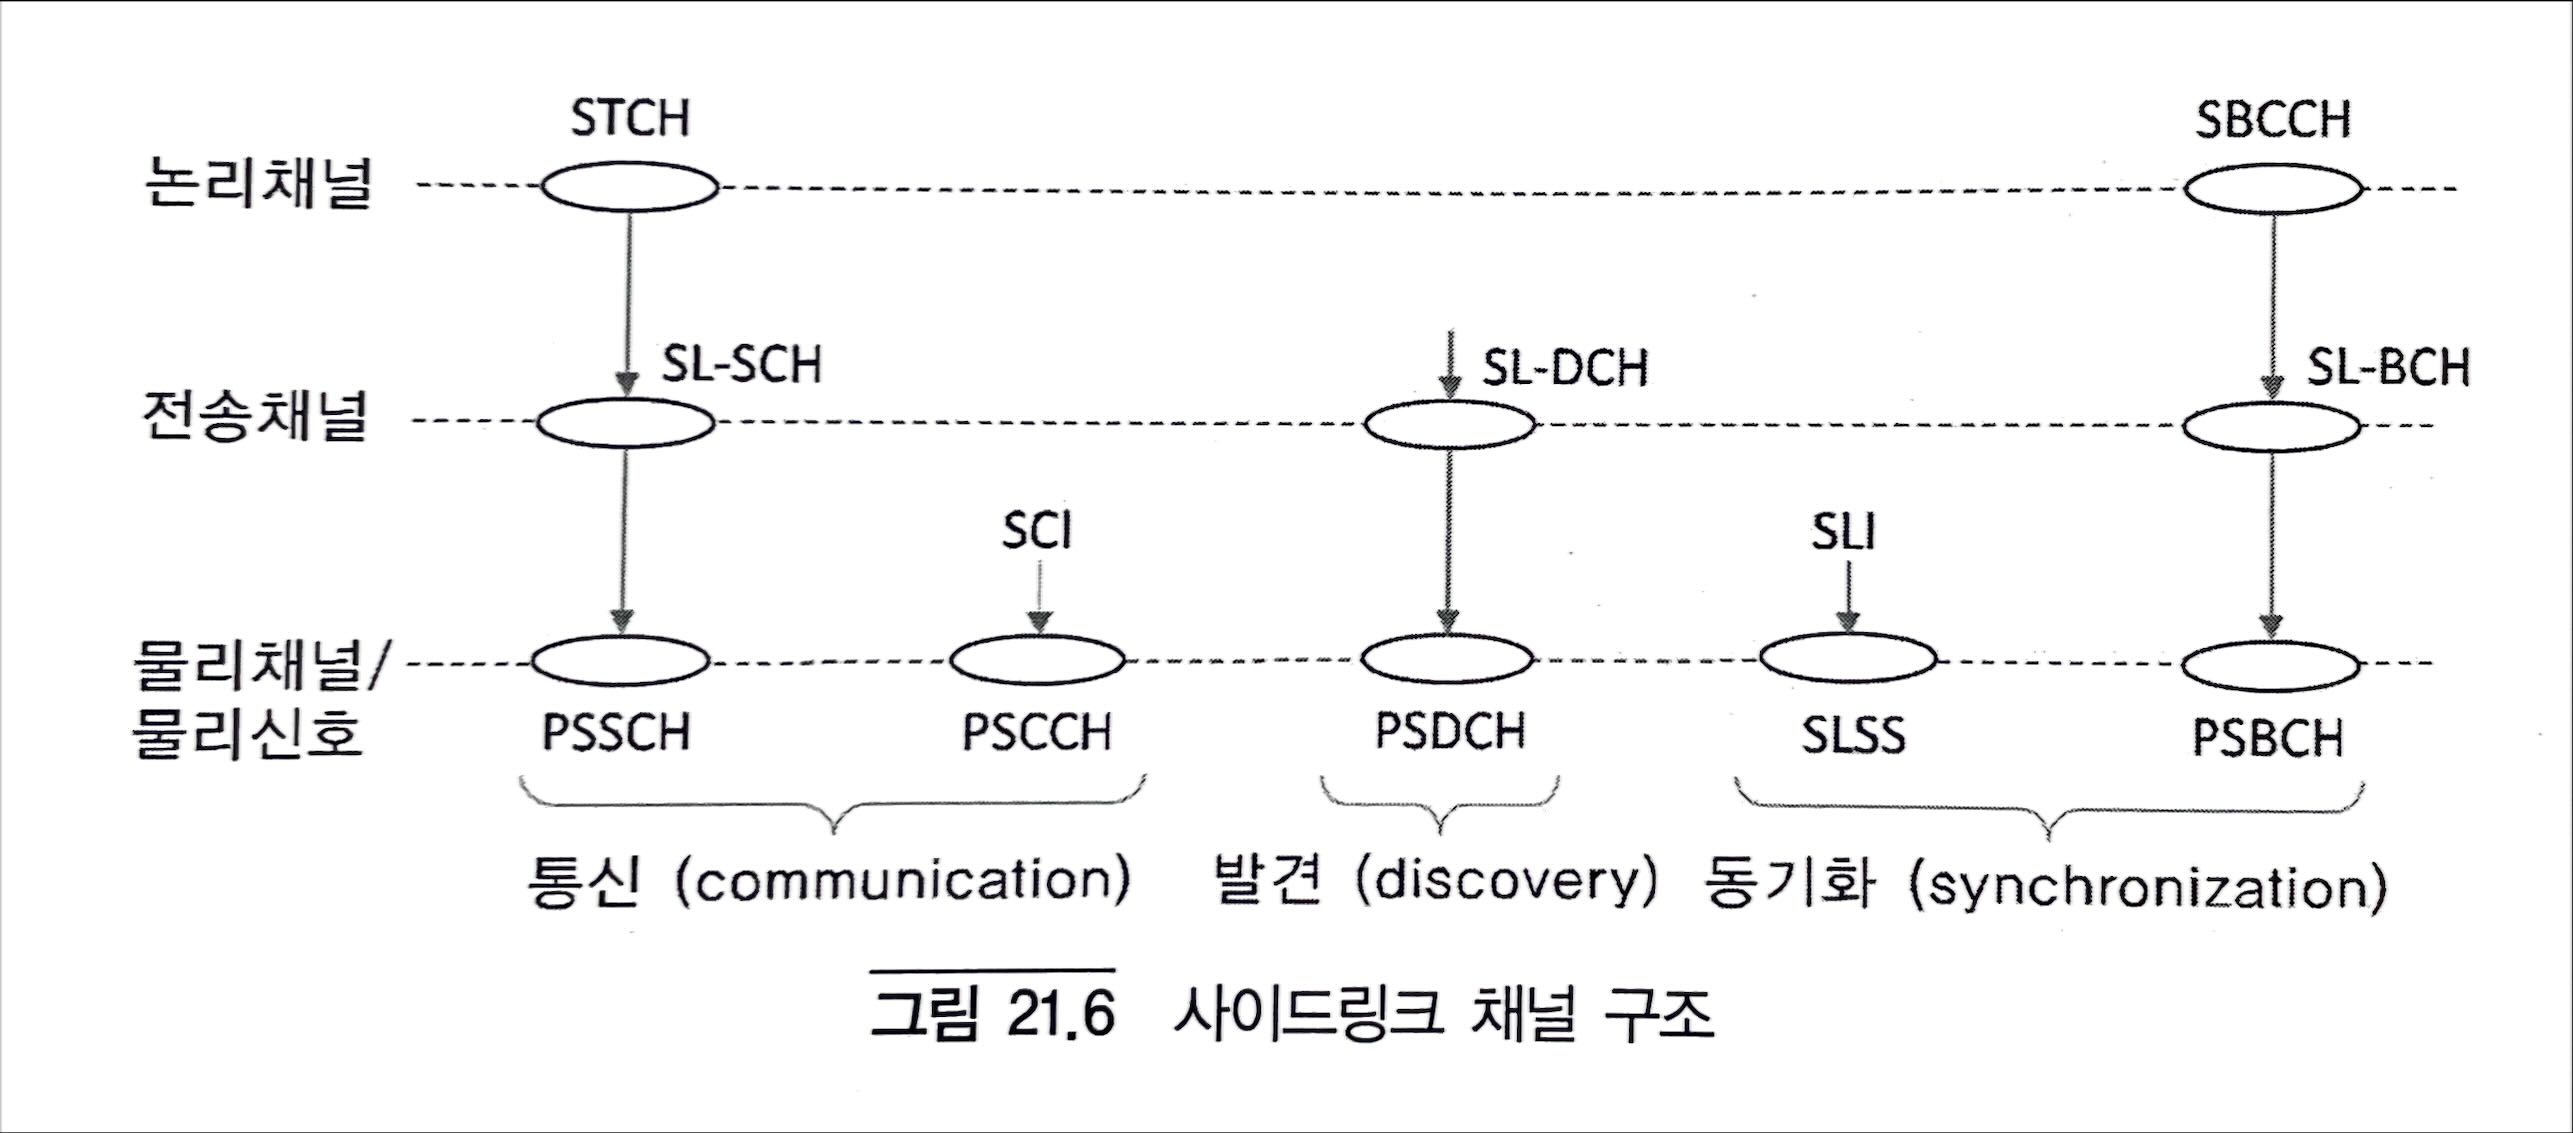 STCH SBCCH
논리채널
SL-SCH SL-DCH SL-BCH
전송채널
SCI SLI
물리채널/
물리신호
PSSCH PSCCH PSDCH SLSS PSBCH
통신 (communication) 발견 (discovery) 동기화 (synchronization)
그림 21.6 사이드링크 채널 구조